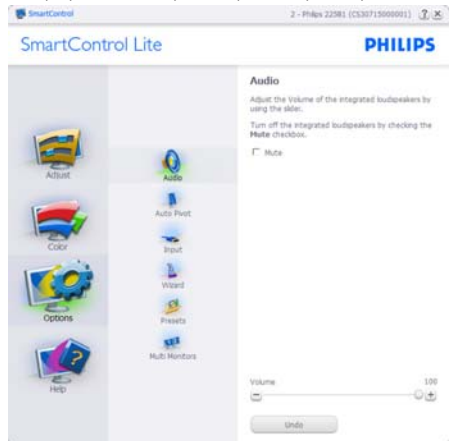 SmartControl
2 - Philips 225B1 (CS30715000001)
SmartControl Lite
PHILIPS
Adjust
Color
Options
Help
Audio
Auto Pivot
Input
Wizard
Presets
Multi Monitors
Audio
Adjust the Volume of the integrated loudspeakers by
using the slider.
Turn off the integrated loudspeakers by checking the
Mute checkbox.
Mute
Volume
100
Undo